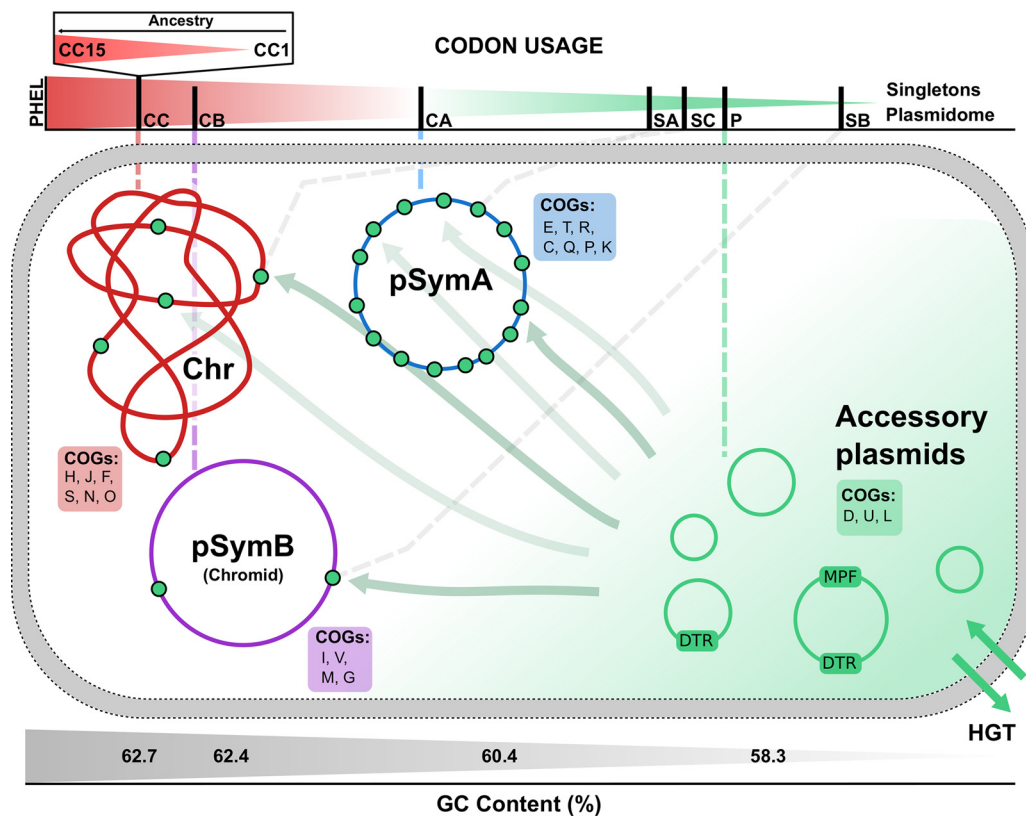 Ancestry
CC15
CC1
CODON USAGE
PHEL
CC
CB
CA
SA
SC
P
SB
Singletons
Plasmidome
COGs:
E, T, R,
C, Q, P, K
pSymA
Chr
COGs:
H, J, F,
S, N, O
Accessory
plasmids
COGs:
D, U, L
pSymB
(Chromid)
COGs:
I, V,
M, G
DTR
MPF
DTR
HGT
62.7
62.4
60.4
58.3
GC Content (%)